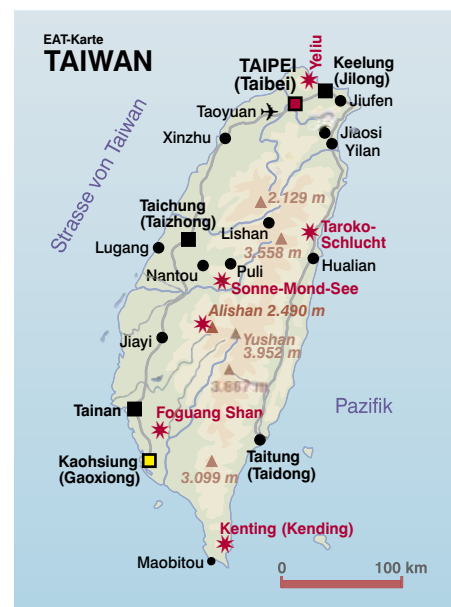 EAT-Karte
TAIWAN
Yeliu
TAIPEI
(Taibei)
Keelung
(Jilong)
Jiufen
Taoyuan
Jiaosi
Xinzhu
Yilan
Strasse von Taiwan
2.129 m
Taichung
(Taizhong)
Lishan
Taroko-
Schlucht
3.558 m
Lugang
Nantou
Puli
Hualian
Sonne-Mond-See
Alishan 2.490 m
Jiayi
Yushan
3.952 m
Tainan
Foguang Shan
Pazifik
Kaohsiung
(Gaoxiong)
Taitung
(Taidong)
3.099 m
Kenting (Kending)
Maobitou
0
100 km